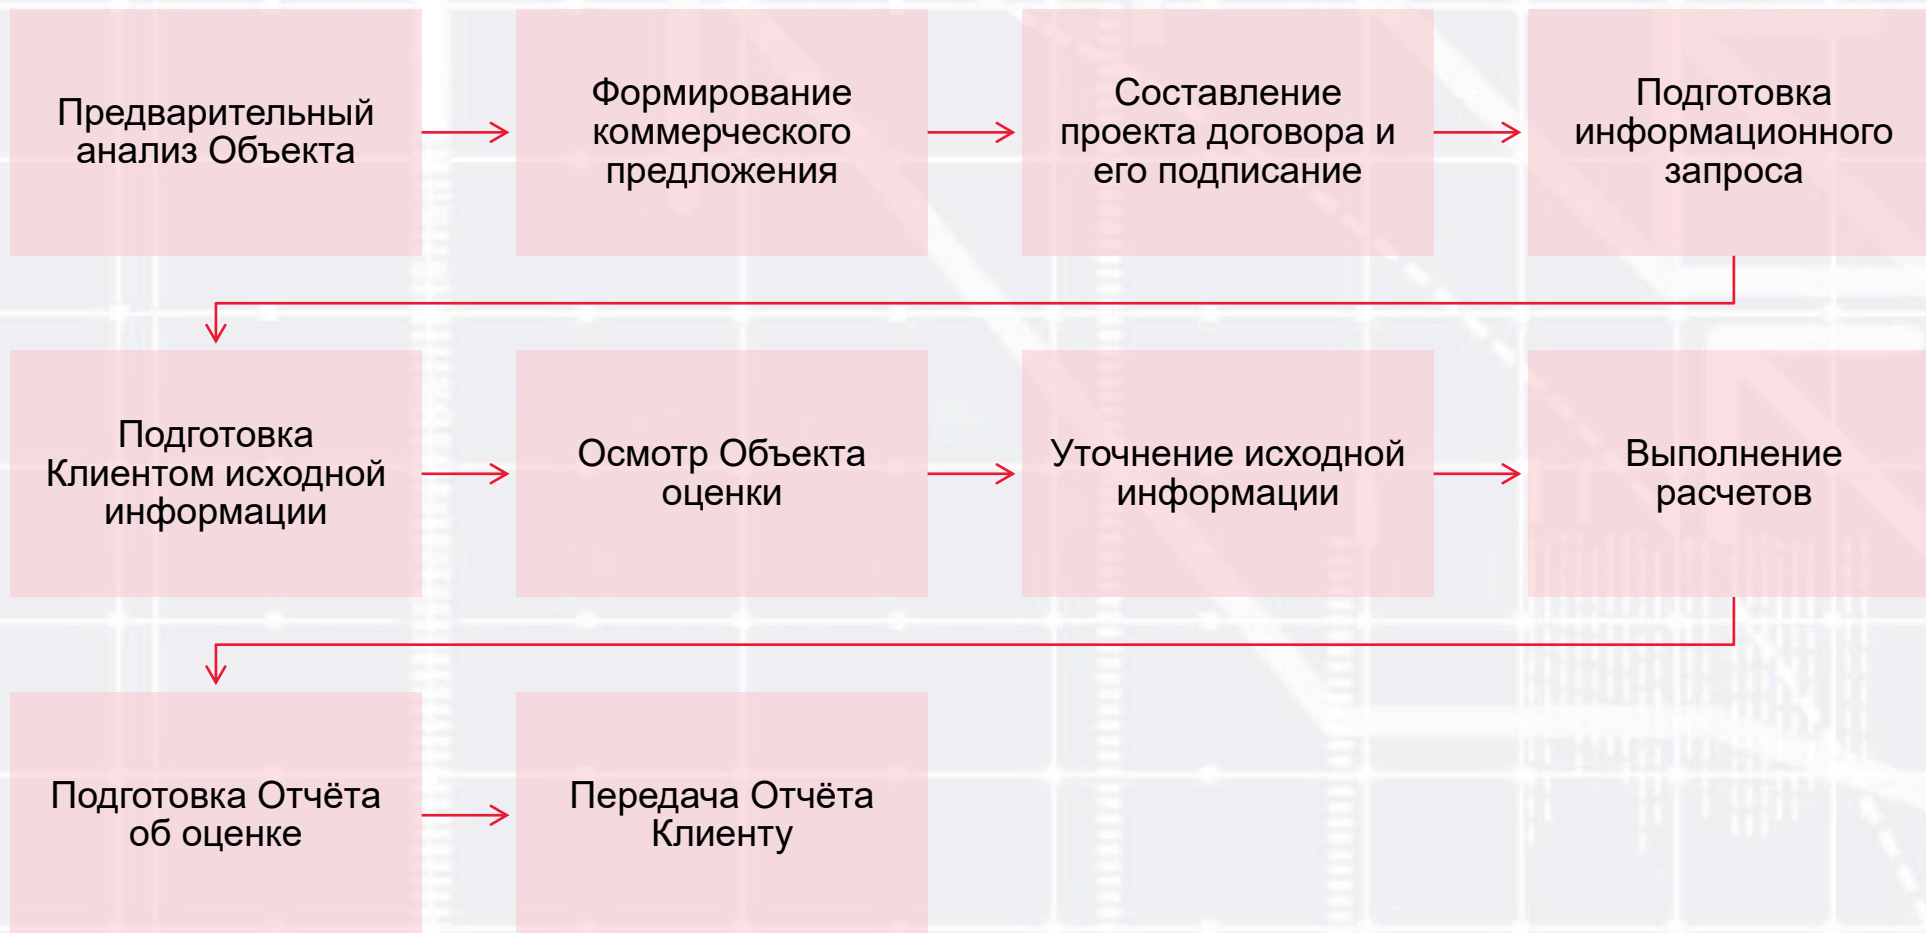 Предварительный
анализ Объекта
Формирование
коммерческого
предложения
Составление
проекта договора и
его подписание
Подготовка
информационного
запроса
Подготовка
Клиентом исходной
информации
Осмотр Объекта
оценки
Уточнение исходной
информации
Выполнение
расчетов
Подготовка Отчёта
об оценке
Передача Отчёта
Клиенту